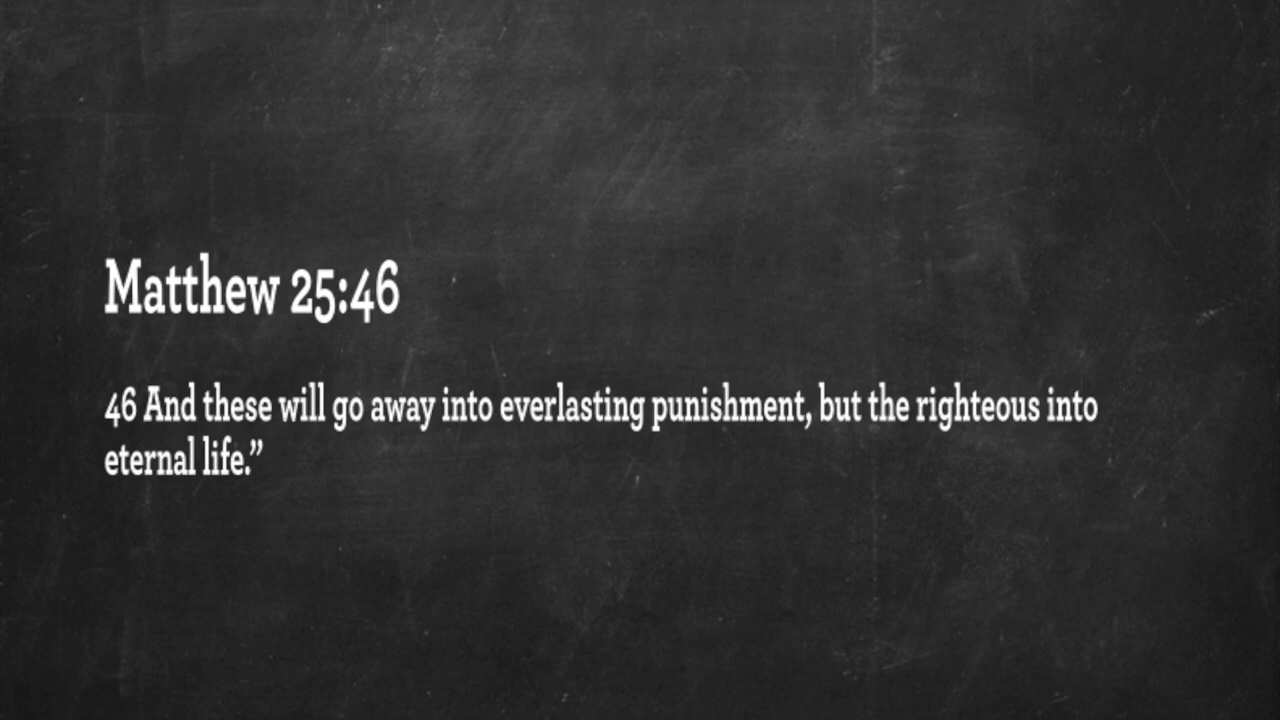 Matthew 25:46
46 And these will go away into everlasting punishment, but the righteous into
eternal life.”